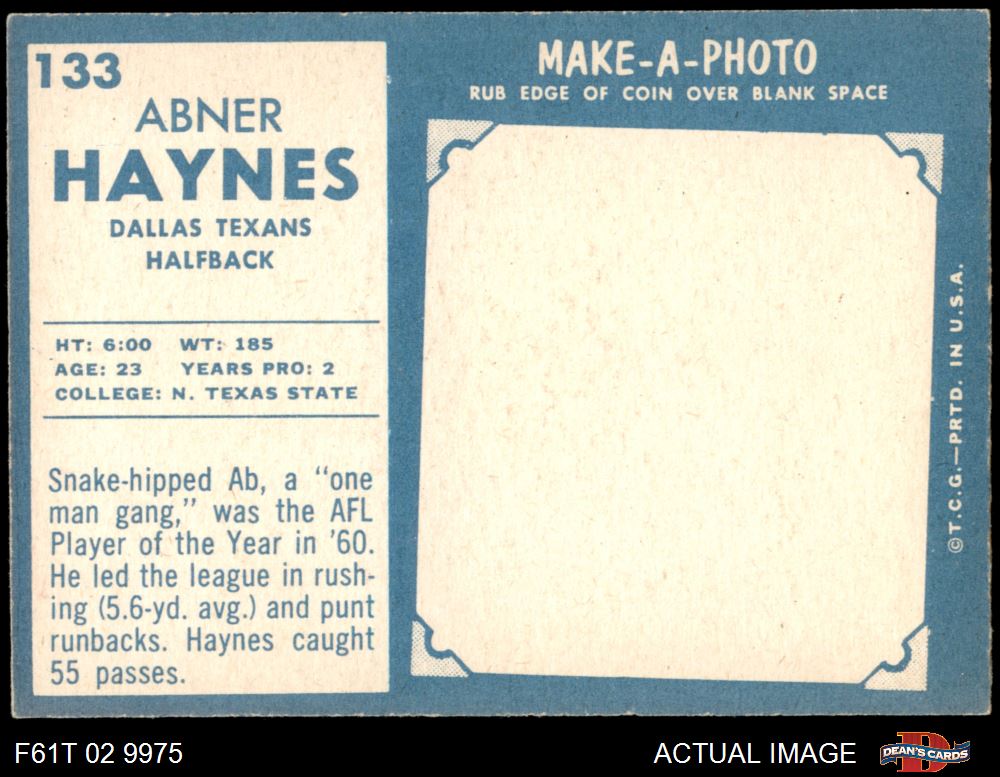 133
ABNER
HAYNES
DALLAS TEXANS
HALFBACK
HT: 6:00 WT: 185
AGE: 23 YEARS PRO: 2
COLLEGE: N. TEXAS STATE
Snake-hipped Ab, a “one
man gang,” was the AFL
Player of the Year in ’60.
He led the league in rush-
ing (5.6-yd. avg.) and punt
runbacks. Haynes caught
55 passes.
MAKE-A-PHOTO
RUB EDGE OF COIN OVER BLANK SPACE
©T.C.G.—PRTD. IN U.S.A.
F61T 02 9975
ACTUAL IMAGE
D
DEAN'S CARDS